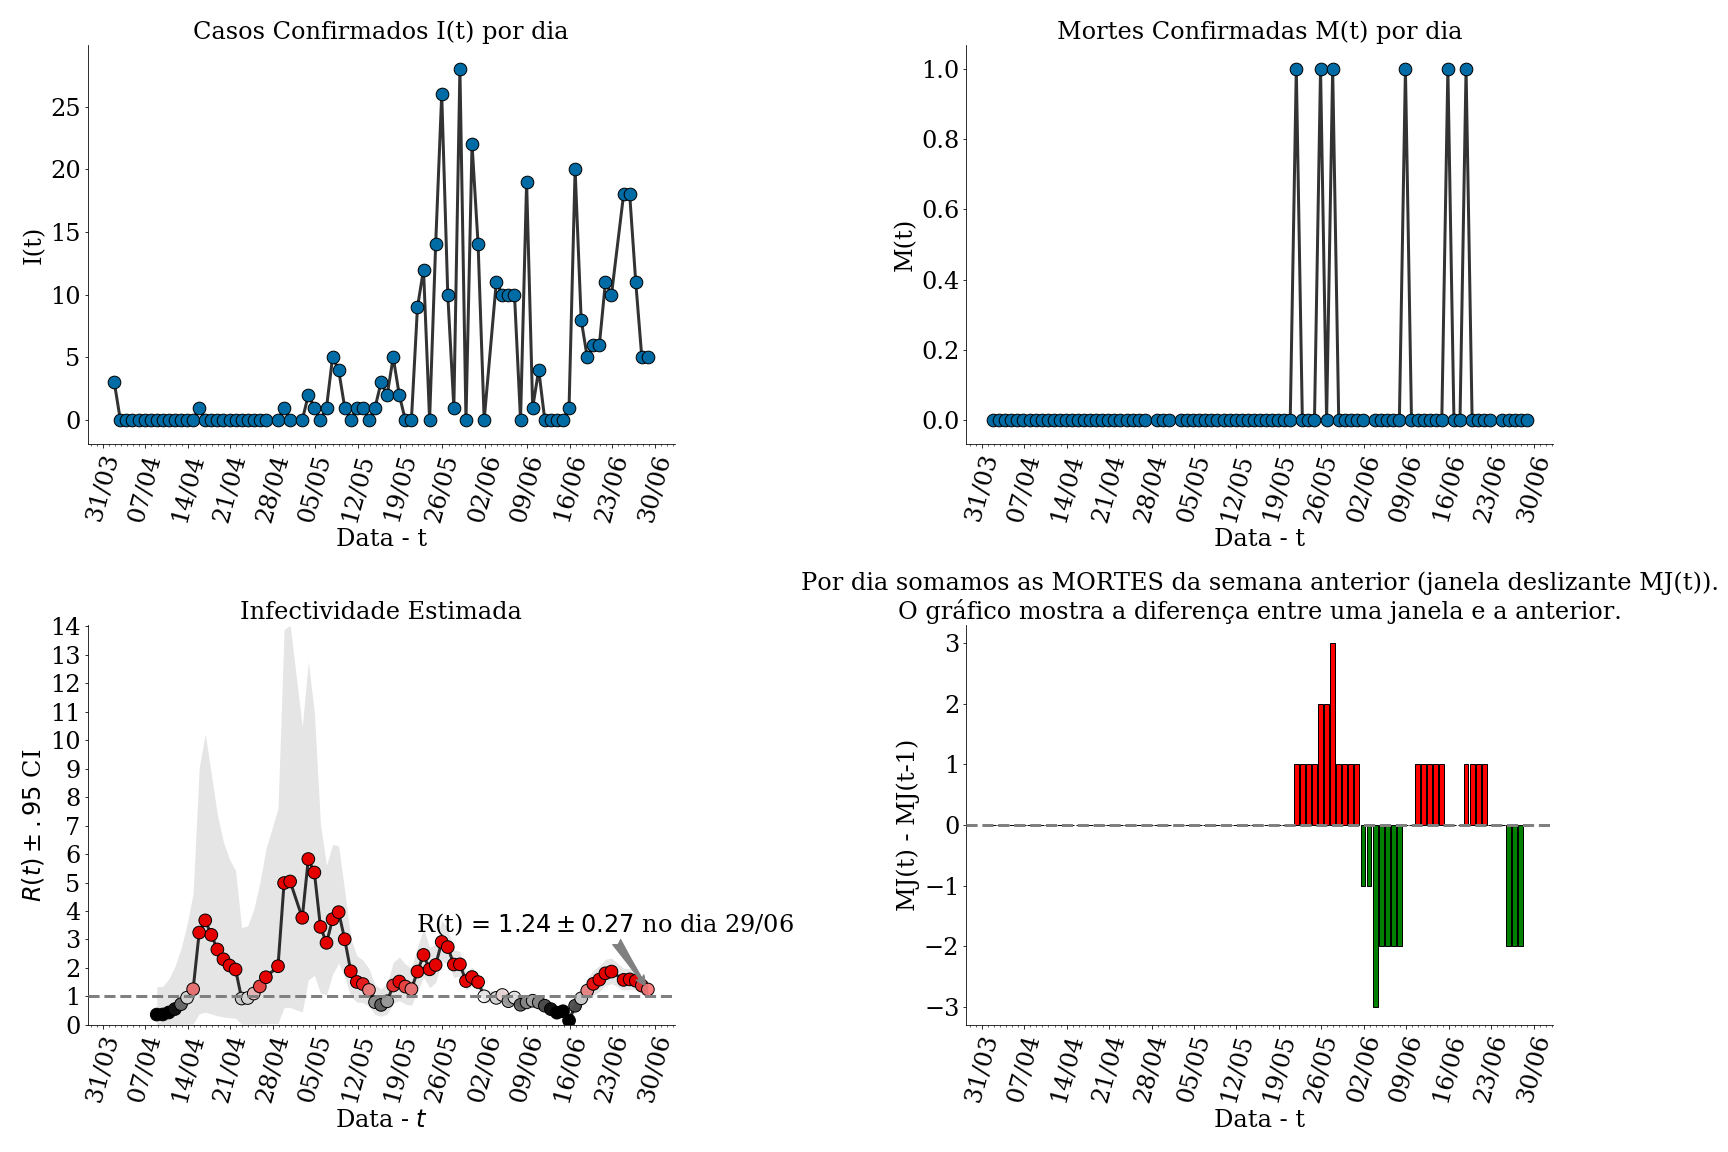 Casos Confirmados I(t) por dia
I(t)
25
20
15
10
5
0
31/03 07/04 14/04 21/04 28/04 05/05 12/05 19/05 26/05 02/06 09/06 16/06 23/06 30/06
Data - t
Mortes Confirmadas M(t) por dia
M(t)
1.0
0.8
0.6
0.4
0.2
0.0
31/03 07/04 14/04 21/04 28/04 05/05 12/05 19/05 26/05 02/06 09/06 16/06 23/06 30/06
Data - t
Infectividade Estimada
R(t) ± .95 CI
14
13
12
11
10
9
8
7
6
5
4
3
2
1
0
R(t) = 1.24 ± 0.27 no dia 29/06
31/03 07/04 14/04 21/04 28/04 05/05 12/05 19/05 26/05 02/06 09/06 16/06 23/06 30/06
Data - t
Por dia somamos as MORTES da semana anterior (janela deslizante MJ(t)).
O gráfico mostra a diferença entre uma janela e a anterior.
MJ(t) - MJ(t-1)
3
2
1
0
−1
−2
−3
31/03 07/04 14/04 21/04 28/04 05/05 12/05 19/05 26/05 02/06 09/06 16/06 23/06 30/06
Data - t